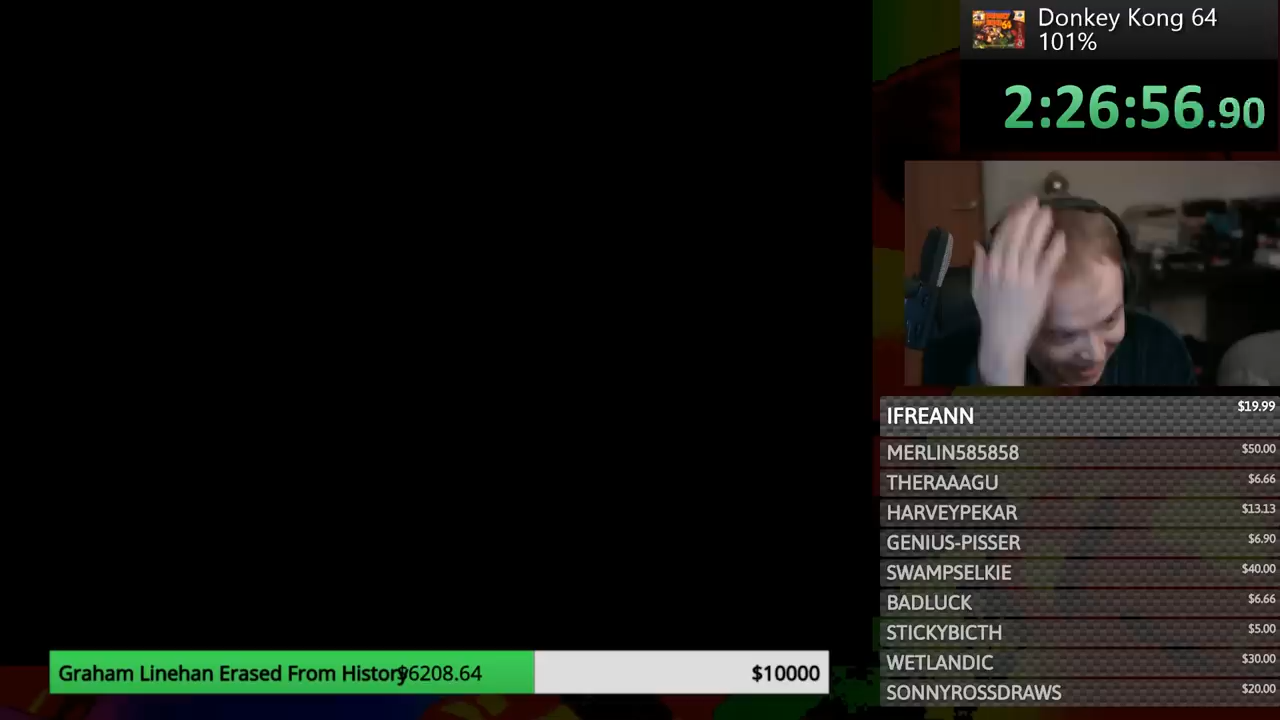 Donkey Kong 64
101%
2:26:56.90
IFREANN $19.99
MERLIN585858 $50.00
THERAAAGU $6.66
HARVEYPEKAR $13.13
GENIUS-PISSER $6.90
SWAMPSELKIE $40.00
BADLUCK $6.66
STICKYBICTH $5.00
WETLANDIC $30.00
SONNYROSSDRAWS $20.00
Graham Linehan Erased From History $6208.64 $10000